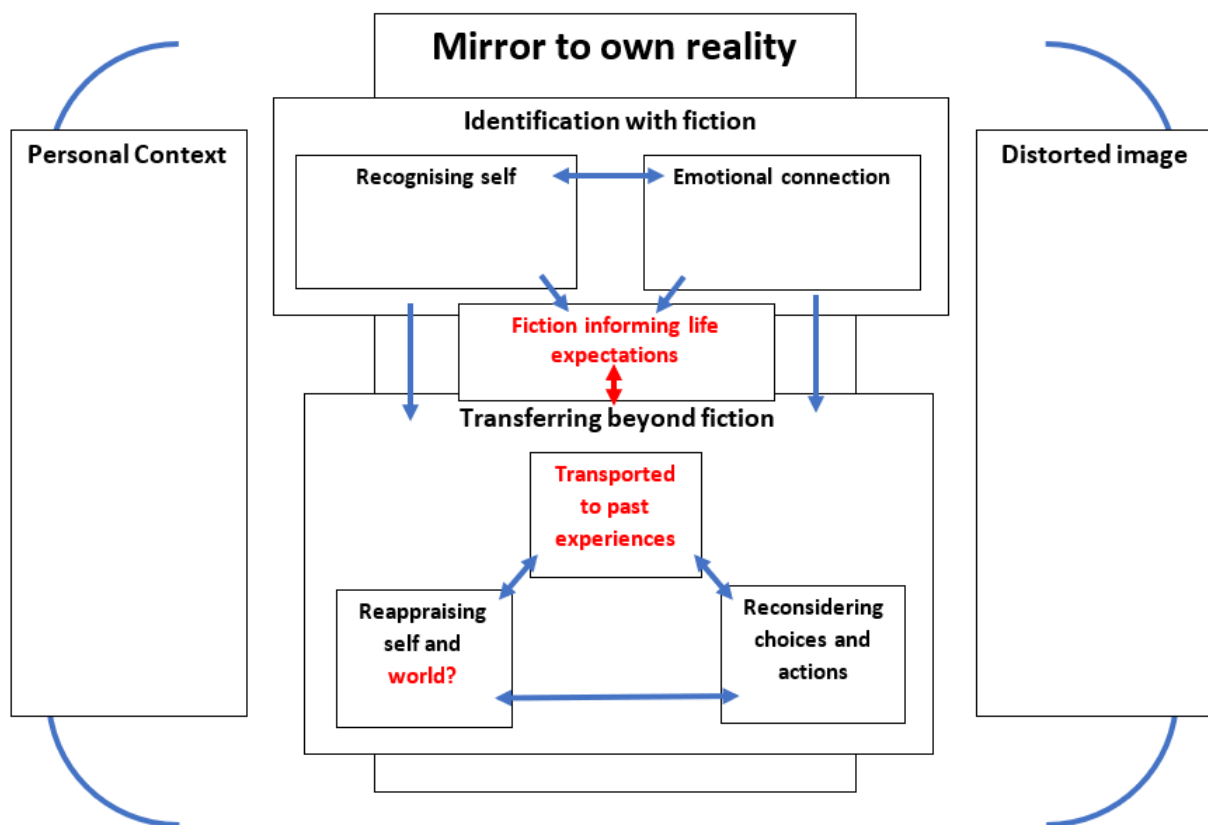 Mirror to own reality
Identification with fiction
Personal Context
Distorted image
Recognising self
Emotional connection
Fiction informing life
expectations
Transferring beyond fiction
Transported
to past
experiences
Reappraising
self and
world?
Reconsidering
choices and
actions